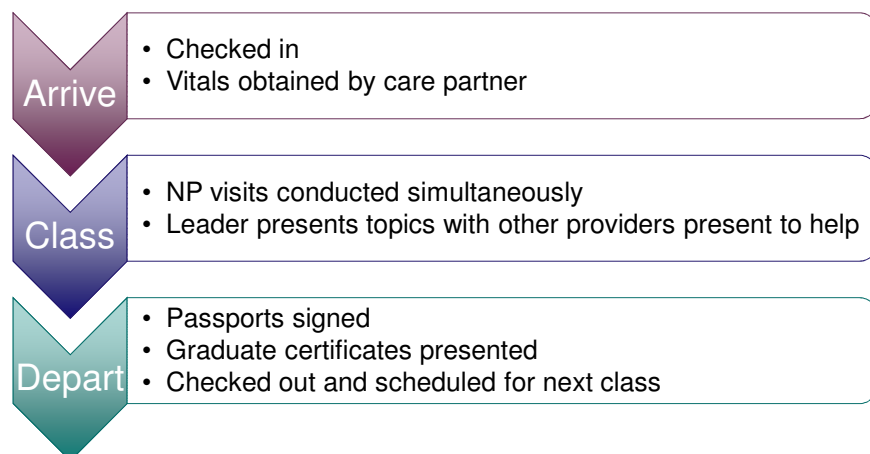 Arrive
• Checked in
• Vitals obtained by care partner
Class
• NP visits conducted simultaneously
• Leader presents topics with other providers present to help
Depart
• Passports signed
• Graduate certificates presented
• Checked out and scheduled for next class